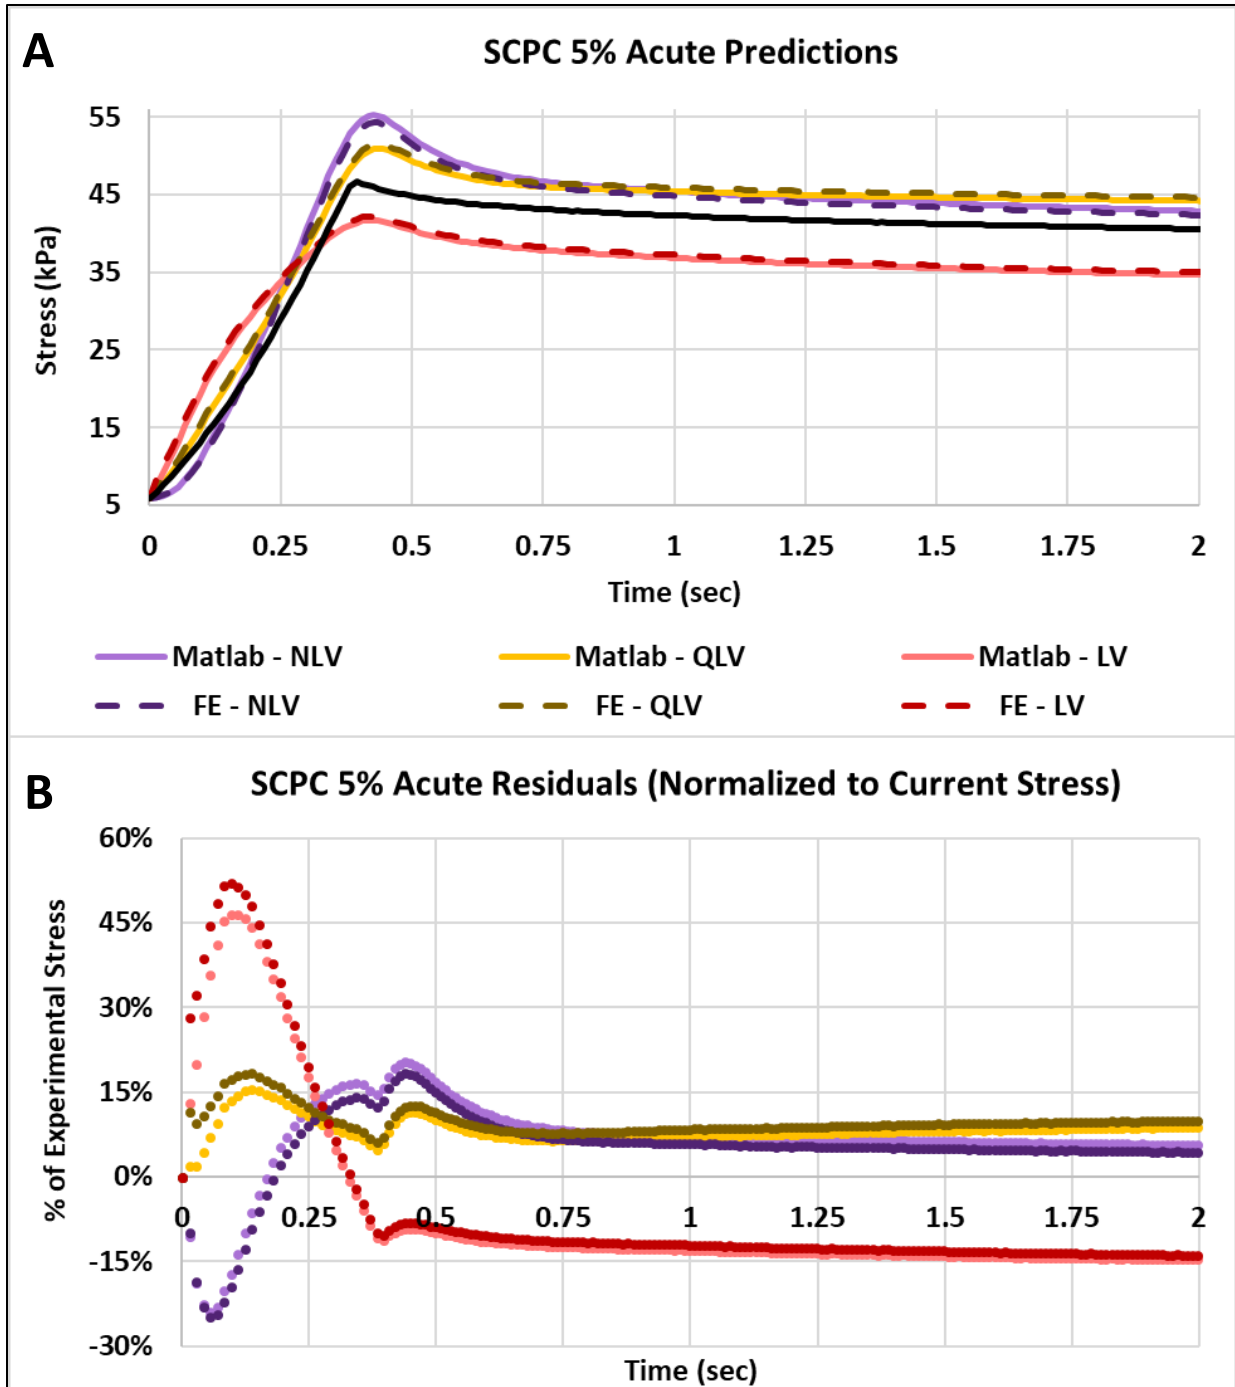 A
SCPC 5% Acute Predictions
55
45
35
25
15
5
Stress (kPa)
0 0.25 0.5 0.75 1 1.25 1.5 1.75 2
Time (sec)
Matlab - NLV Matlab - QLV Matlab - LV
FE - NLV FE - QLV FE - LV
B
SCPC 5% Acute Residuals (Normalized to Current Stress)
60%
45%
30%
15%
0%
-15%
-30%
% of Experimental Stress
0 0.25 0.5 0.75 1 1.25 1.5 1.75 2
Time (sec)